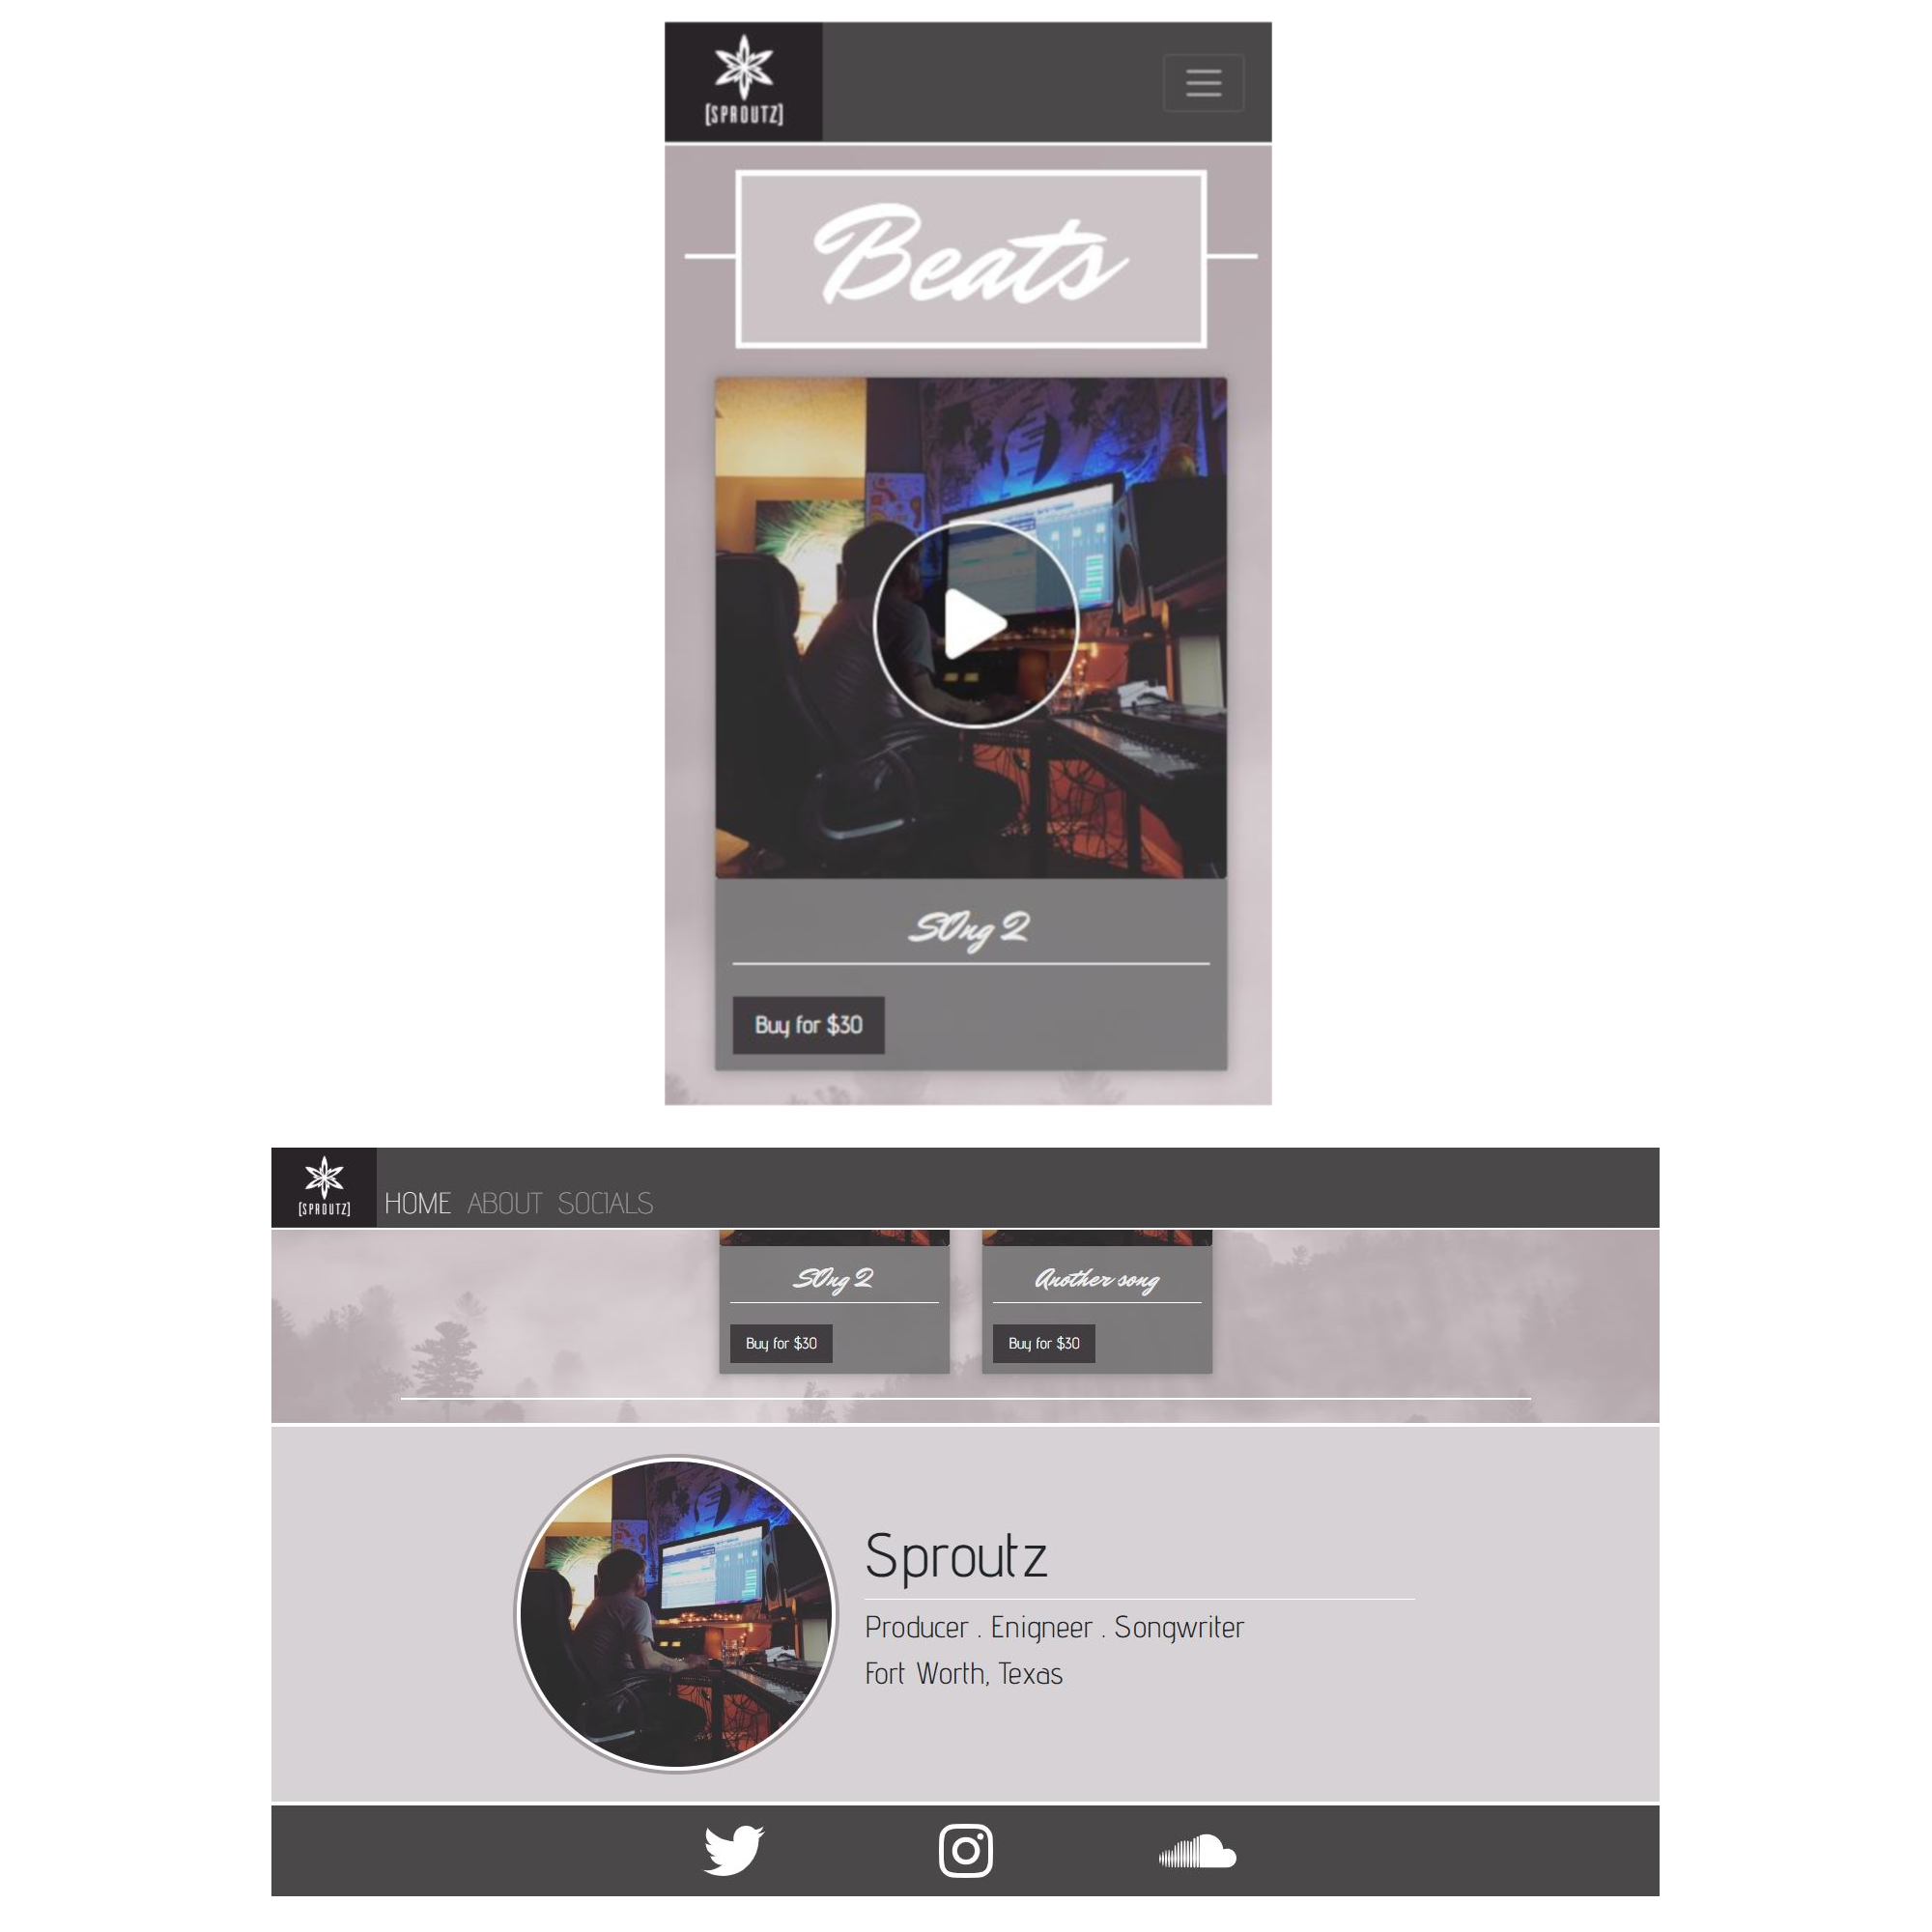 [SPROUTZ]
Beats
SOng 2
Buy for $30
[SPROUTZ]
HOME ABOUT SOCIALS
SOng 2
Another song
Buy for $30
Buy for $30
Sproutz
Producer . Enigneer . Songwriter
Fort Worth, Texas